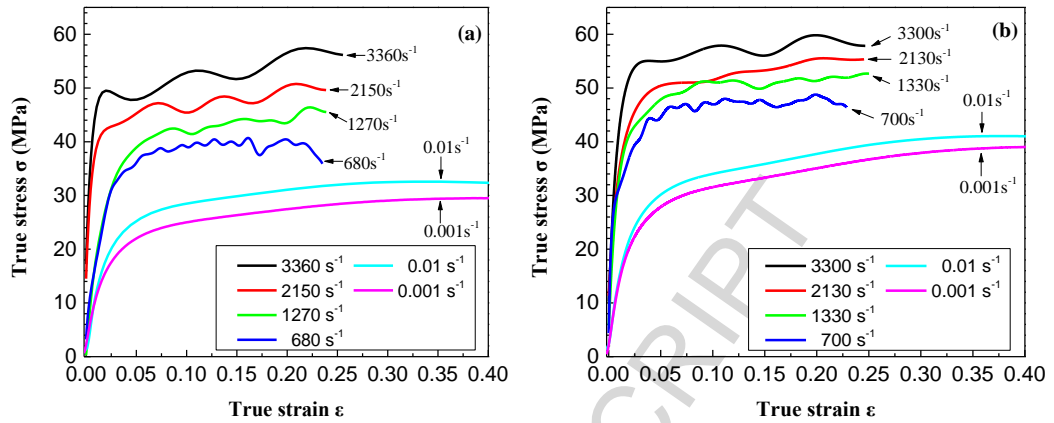 (a)
True stress σ (MPa)
60
50
40
30
20
10
0
3360s⁻¹
2150s⁻¹
1270s⁻¹
680s⁻¹
0.01s⁻¹
0.001s⁻¹
3360 s⁻¹ 0.01 s⁻¹
2150 s⁻¹ 0.001 s⁻¹
1270 s⁻¹
680 s⁻¹
0.00 0.05 0.10 0.15 0.20 0.25 0.30 0.35 0.40
True strain ε
(b)
True stress σ (MPa)
60
50
40
30
20
10
0
3300s⁻¹
2130s⁻¹
1330s⁻¹
700s⁻¹
0.01s⁻¹
0.001s⁻¹
3300 s⁻¹ 0.01 s⁻¹
2130 s⁻¹ 0.001 s⁻¹
1330 s⁻¹
700 s⁻¹
0.00 0.05 0.10 0.15 0.20 0.25 0.30 0.35 0.40
True strain ε
CRIPT